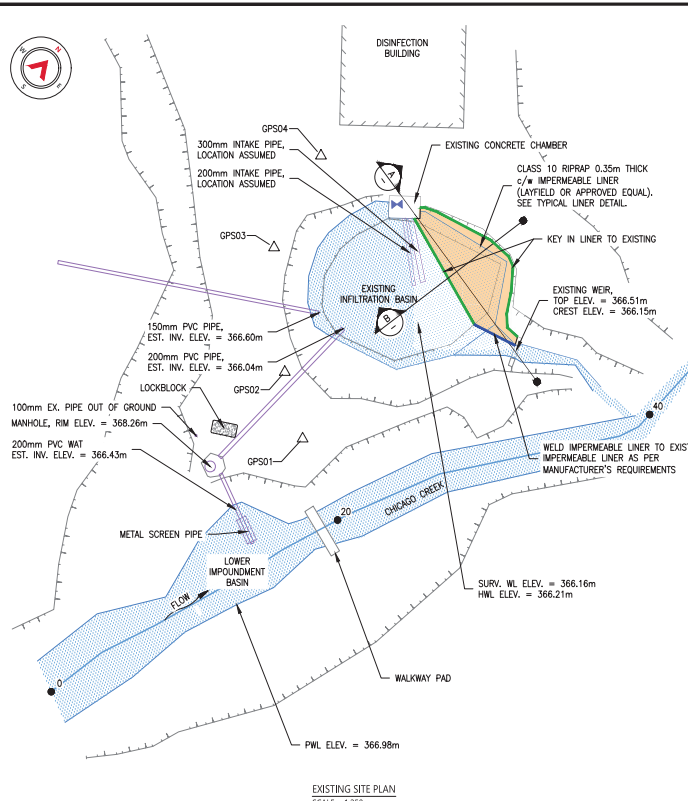 N
W
E
S
DISINFECTION
BUILDING
GPS04
300mm INTAKE PIPE,
LOCATION ASSUMED
200mm INTAKE PIPE,
LOCATION ASSUMED
EXISTING CONCRETE CHAMBER
A
CLASS 10 RIPRAP 0.35m THICK
c/w IMPERMEABLE LINER
(LAYFIELD OR APPROVED EQUAL).
SEE TYPICAL LINER DETAIL.
GPS03
KEY IN LINER TO EXISTING
EXISTING
INFILTRATION BASIN
B
EXISTING WEIR,
TOP ELEV. = 366.51m
CREST ELEV. = 366.15m
150mm PVC PIPE,
EST. INV. ELEV. = 366.60m
200mm PVC PIPE,
EST. INV. ELEV. = 366.04m
LOCKBLOCK
GPS02
100mm EX. PIPE OUT OF GROUND
MANHOLE, RIM ELEV. = 368.26m
200mm PVC WAT
EST. INV. ELEV. = 366.43m
GPS01
40
WELD IMPERMEABLE LINER TO EXIST
IMPERMEABLE LINER AS PER
MANUFACTURER'S REQUIREMENTS
CHICAGO CREEK
20
METAL SCREEN PIPE
LOWER
IMPOUNDMENT
BASIN
FLOW
SURV. WL ELEV. = 366.16m
HWL ELEV. = 366.21m
0
WALKWAY PAD
PWL ELEV. = 366.98m
EXISTING SITE PLAN